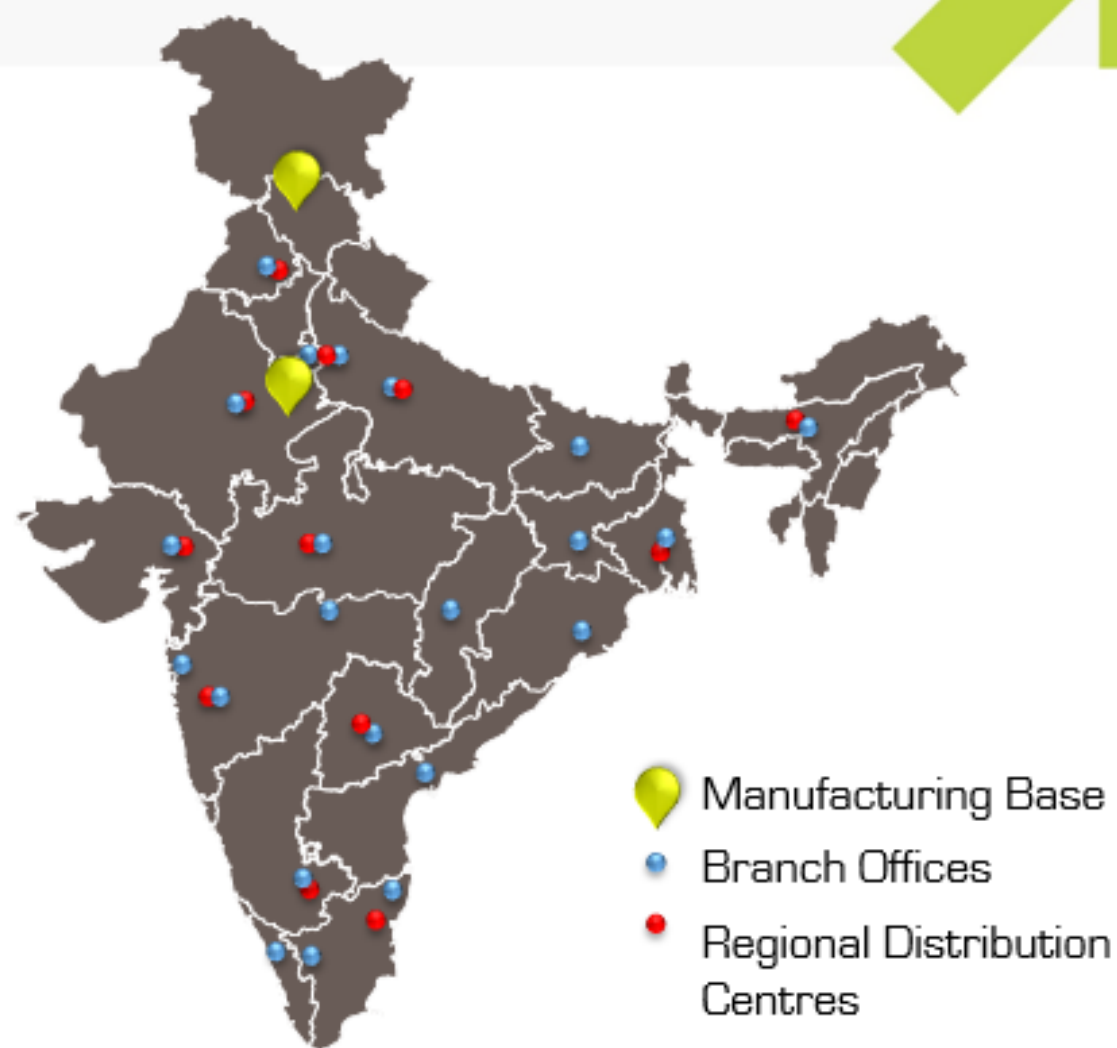 Manufacturing Base
Branch Offices
Regional Distribution
Centres